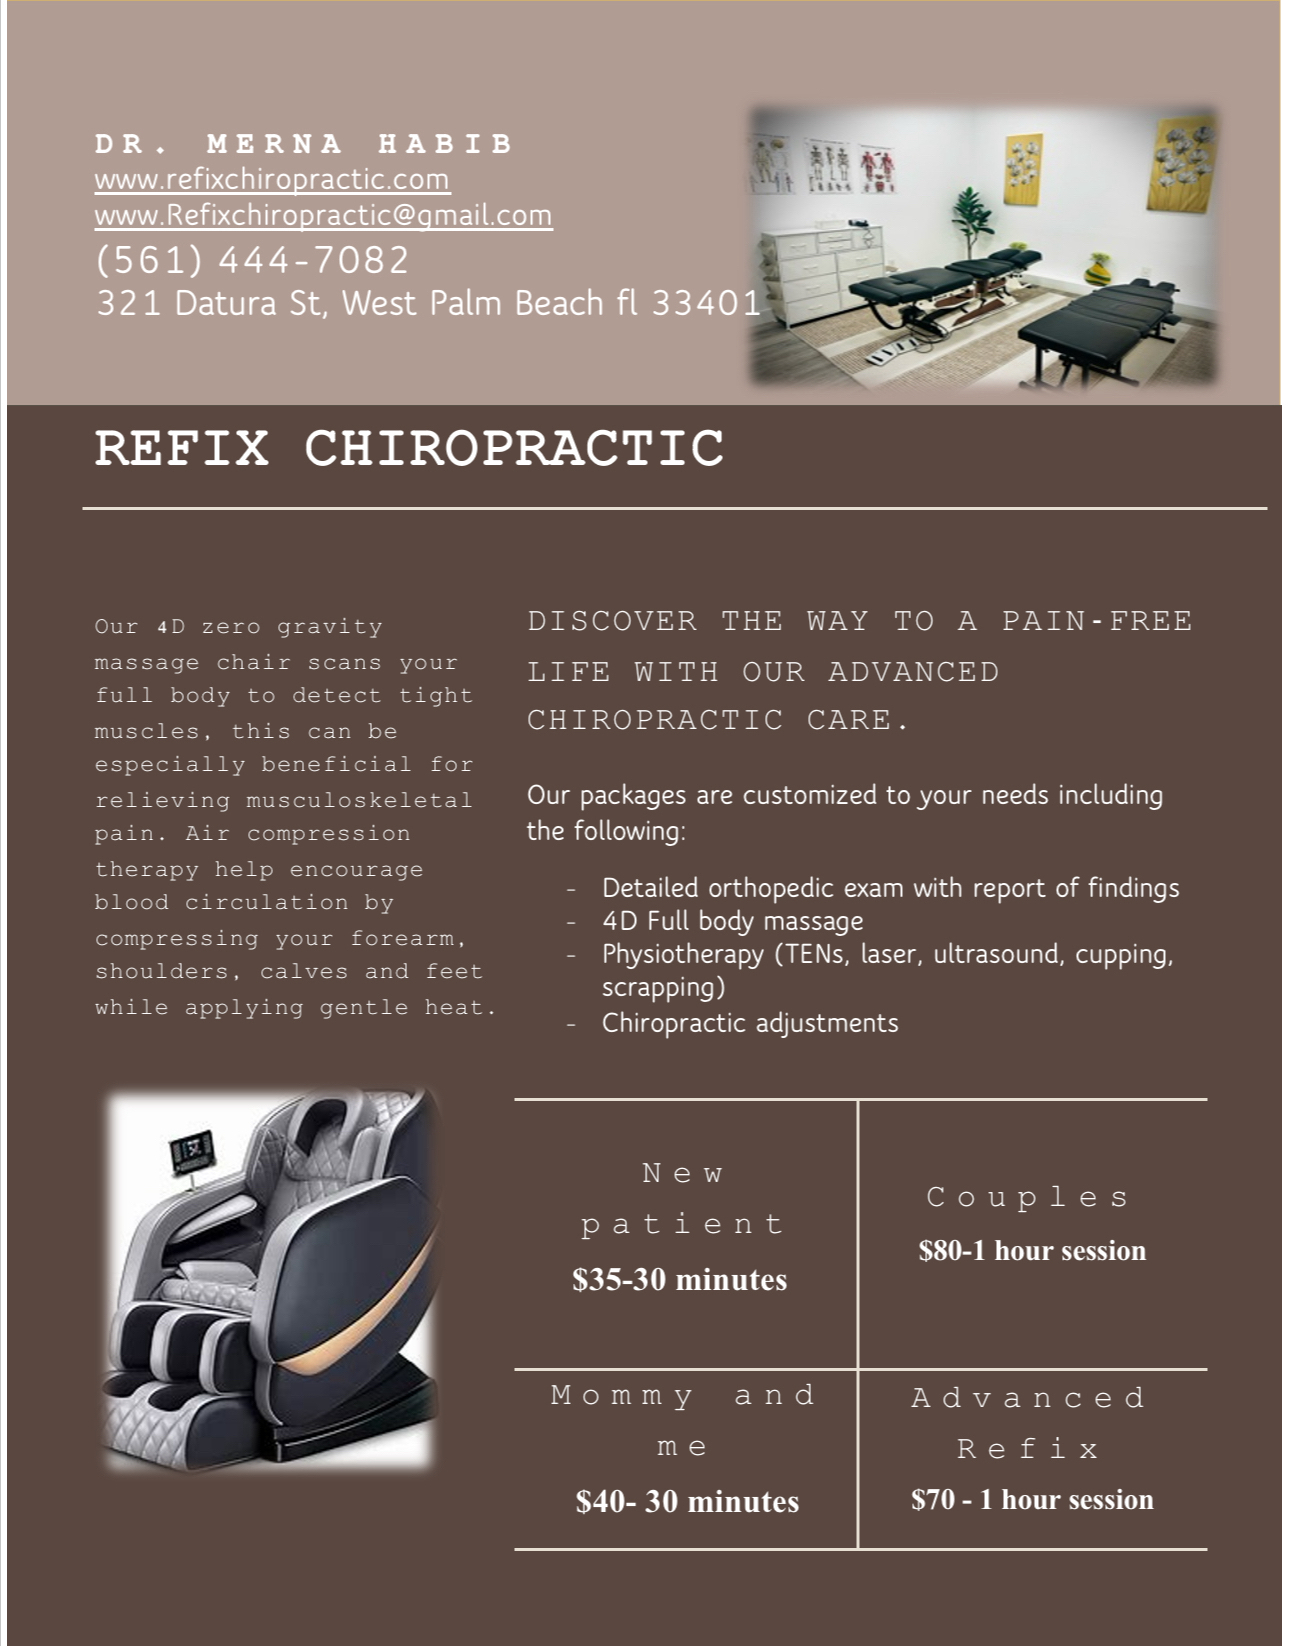 DR. MERNA HABIB
www.refixchiropractic.com
www.Refixchiropractic@gmail.com
(561) 444-7082
321 Datura St, West Palm Beach fl 33401
REFIX CHIROPRACTIC
Our 4D zero gravity
massage chair scans your
full body to detect tight
muscles, this can be
especially beneficial for
relieving musculoskeletal
pain. Air compression
therapy help encourage
blood circulation by
compressing your forearm,
shoulders, calves and feet
while applying gentle heat.
DISCOVER THE WAY TO A PAIN-FREE
LIFE WITH OUR ADVANCED
CHIROPRACTIC CARE.
Our packages are customized to your needs including
the following:
- Detailed orthopedic exam with report of findings
- 4D Full body massage
- Physiotherapy (TENs, laser, ultrasound, cupping,
scrapping)
- Chiropractic adjustments
New
patient
$35-30 minutes
Couples
$80-1 hour session
Mommy and
me
$40- 30 minutes
Advanced
Refix
$70 - 1 hour session